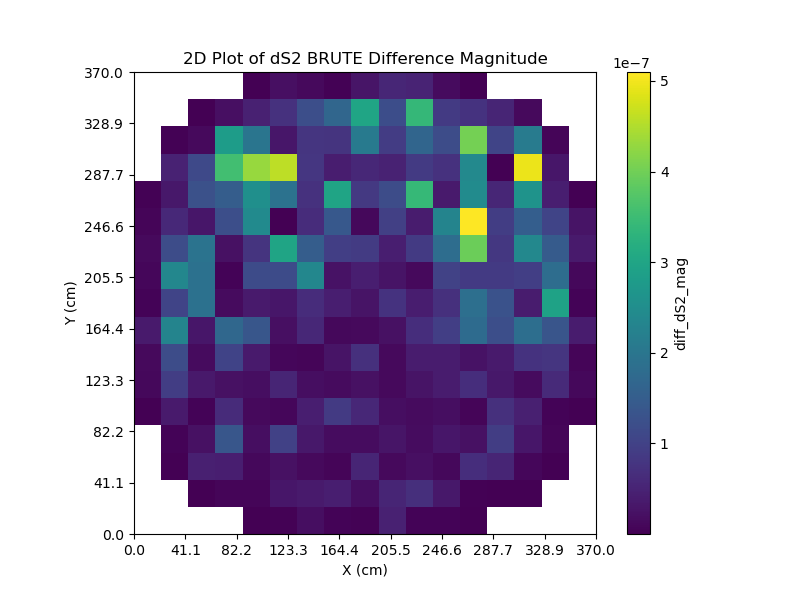 2D Plot of dS2 BRUTE Difference Magnitude
1e−7
370.0
328.9
287.7
246.6
205.5
164.4
123.3
82.2
41.1
0.0
Y (cm)
0.0 41.1 82.2 123.3 164.4 205.5 246.6 287.7 328.9 370.0
X (cm)
5
4
3
2
1
diff_dS2_mag